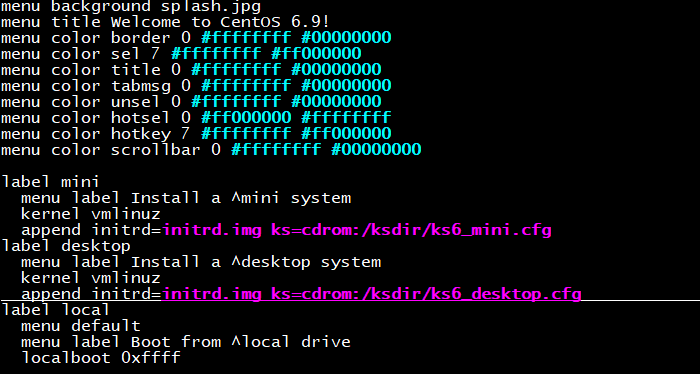 menu background splash.jpg
menu title Welcome to CentOS 6.9!
menu color border 0 #ffffffff #00000000
menu color sel 7 #ffffffff #ff000000
menu color title 0 #ffffffff #00000000
menu color tabmsg 0 #ffffffff #00000000
menu color unsel 0 #ffffffff #00000000
menu color hotsel 0 #ff000000 #ffffffff
menu color hotkey 7 #ffffffff #ff000000
menu color scrollbar 0 #ffffffff #00000000
label mini
menu label Install a ^mini system
kernel vmlinuz
append initrd=initrd.img ks=cdrom:/ksdir/ks6_mini.cfg
label desktop
menu label Install a ^desktop system
kernel vmlinuz
append initrd=initrd.img ks=cdrom:/ksdir/ks6_desktop.cfg
label local
menu default
menu label Boot from ^local drive
localboot 0xffff